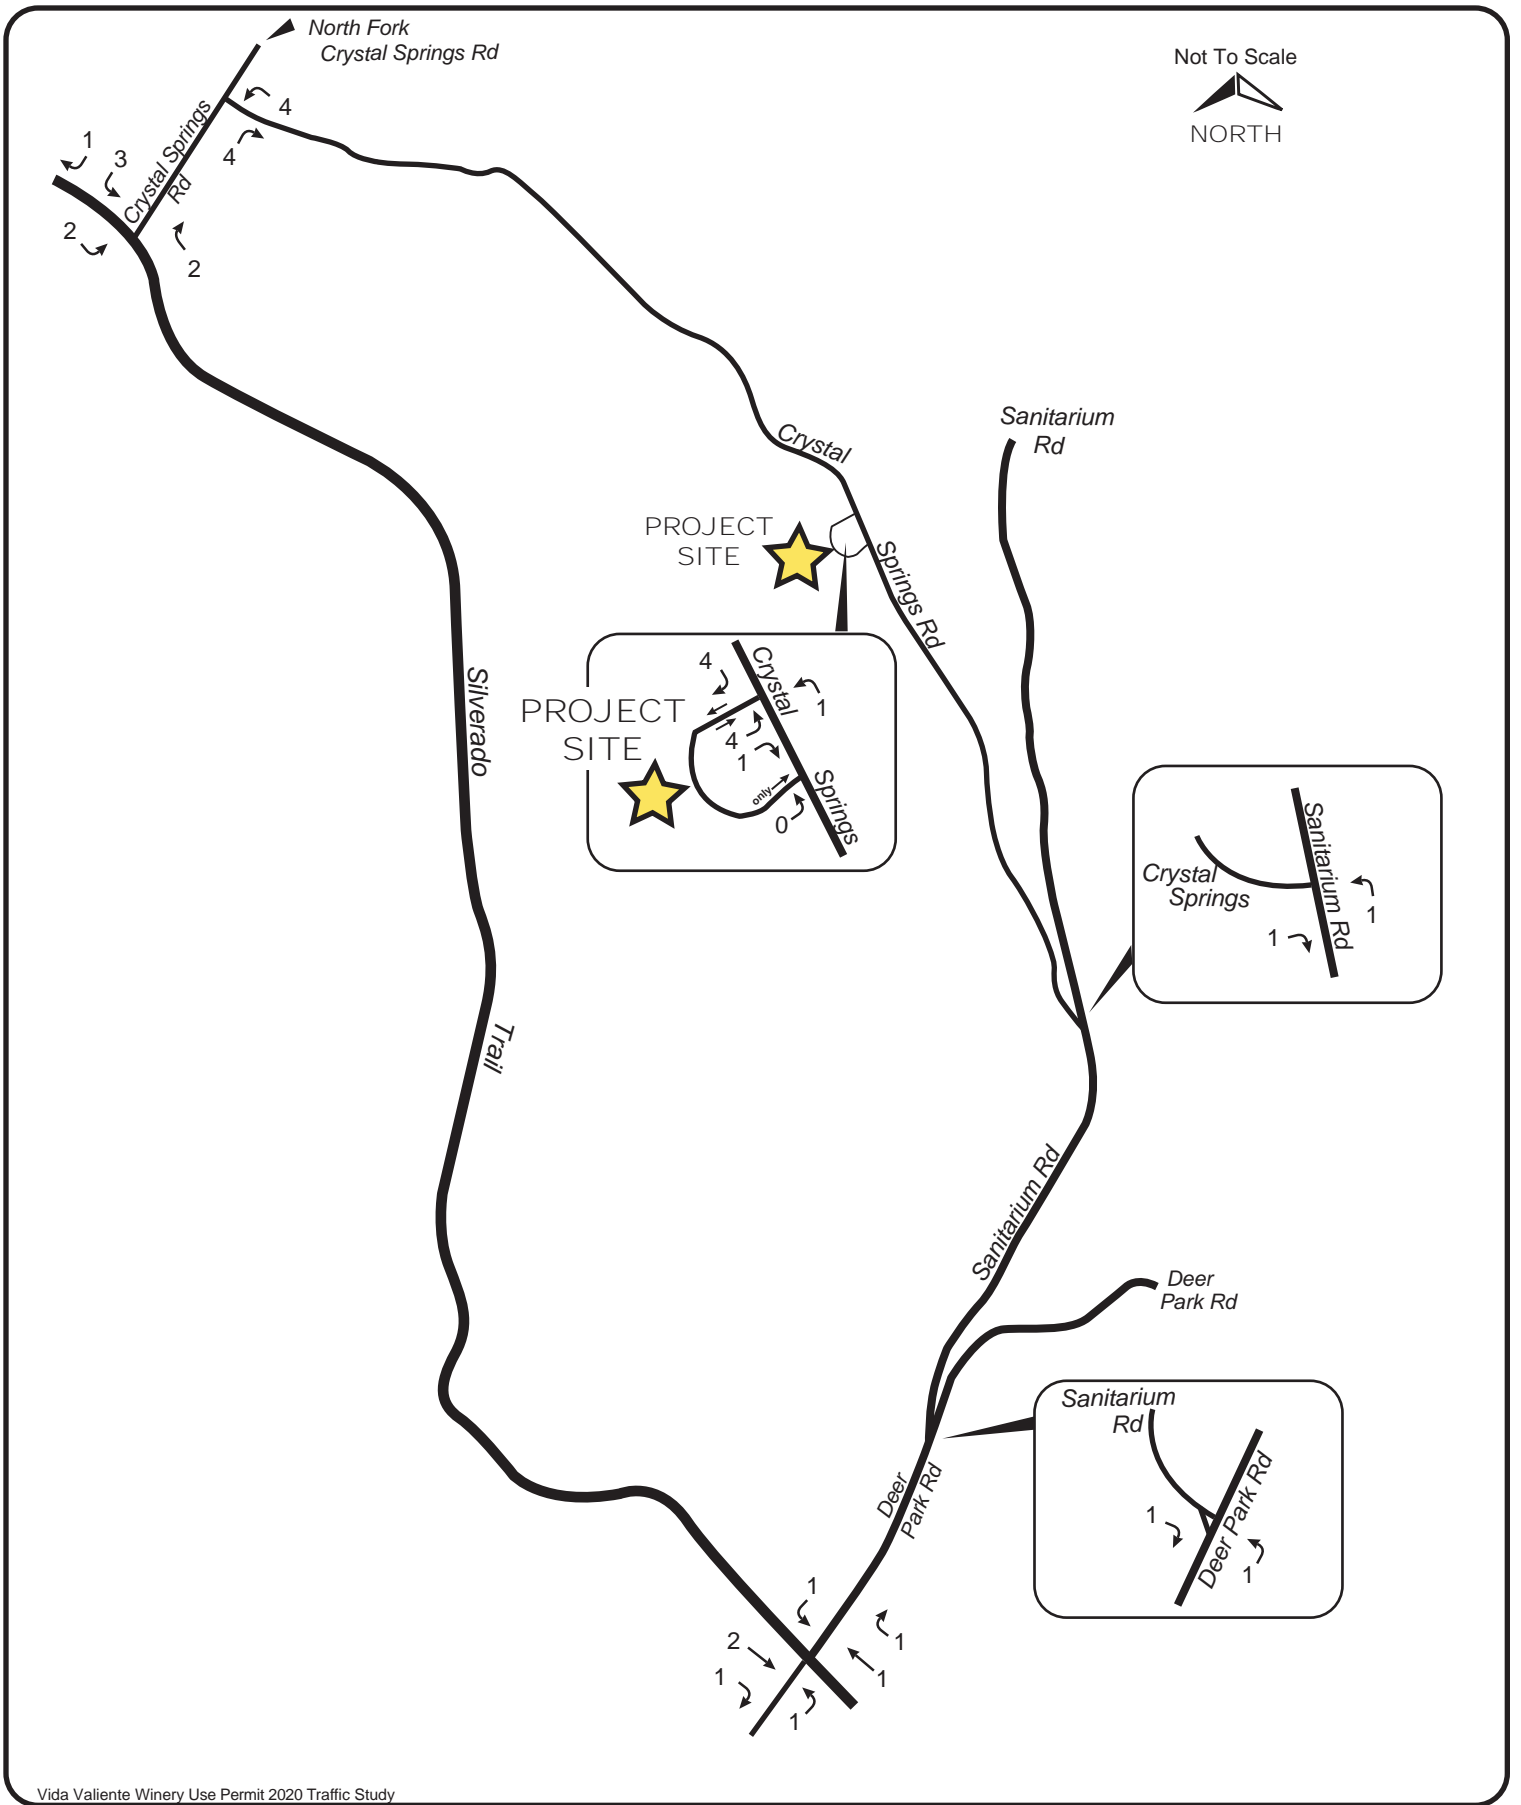 North Fork
Crystal Springs Rd
Not To Scale
NORTH
4
4
Crystal Springs
Rd
1
3
2
2
Crystal
Springs Rd
Sanitarium
Rd
PROJECT
SITE
PROJECT
SITE
4
Crystal
1
4
1
only
0
Springs
Silverado
Trail
Crystal
Springs
Sanitarium Rd
1
1
Sanitarium Rd
Deer
Park Rd
Sanitarium
Rd
Deer Park Rd
1
1
Deer
Park Rd
1
2
1
1
1
1
Vida Valiente Winery Use Permit 2020 Traffic Study